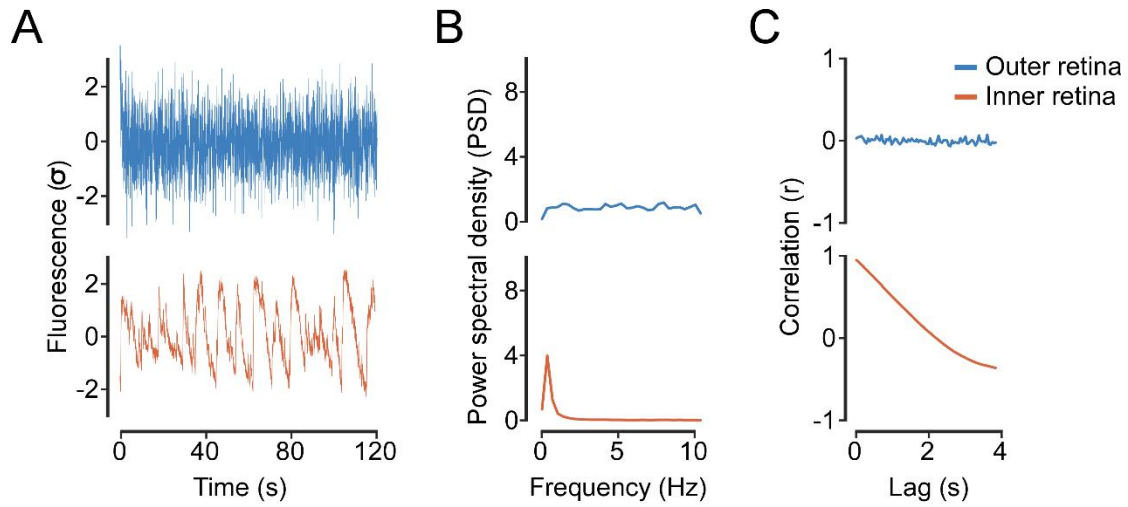 A
B
C
Outer retina
Inner retina
Fluorescence (σ)
2
0
-2
2
0
-2
0
40
80
120
Time (s)
Power spectral density (PSD)
8
4
0
8
4
0
0
5
10
Frequency (Hz)
Correlation (r)
1
0
-1
1
0
-1
0
2
4
Lag (s)